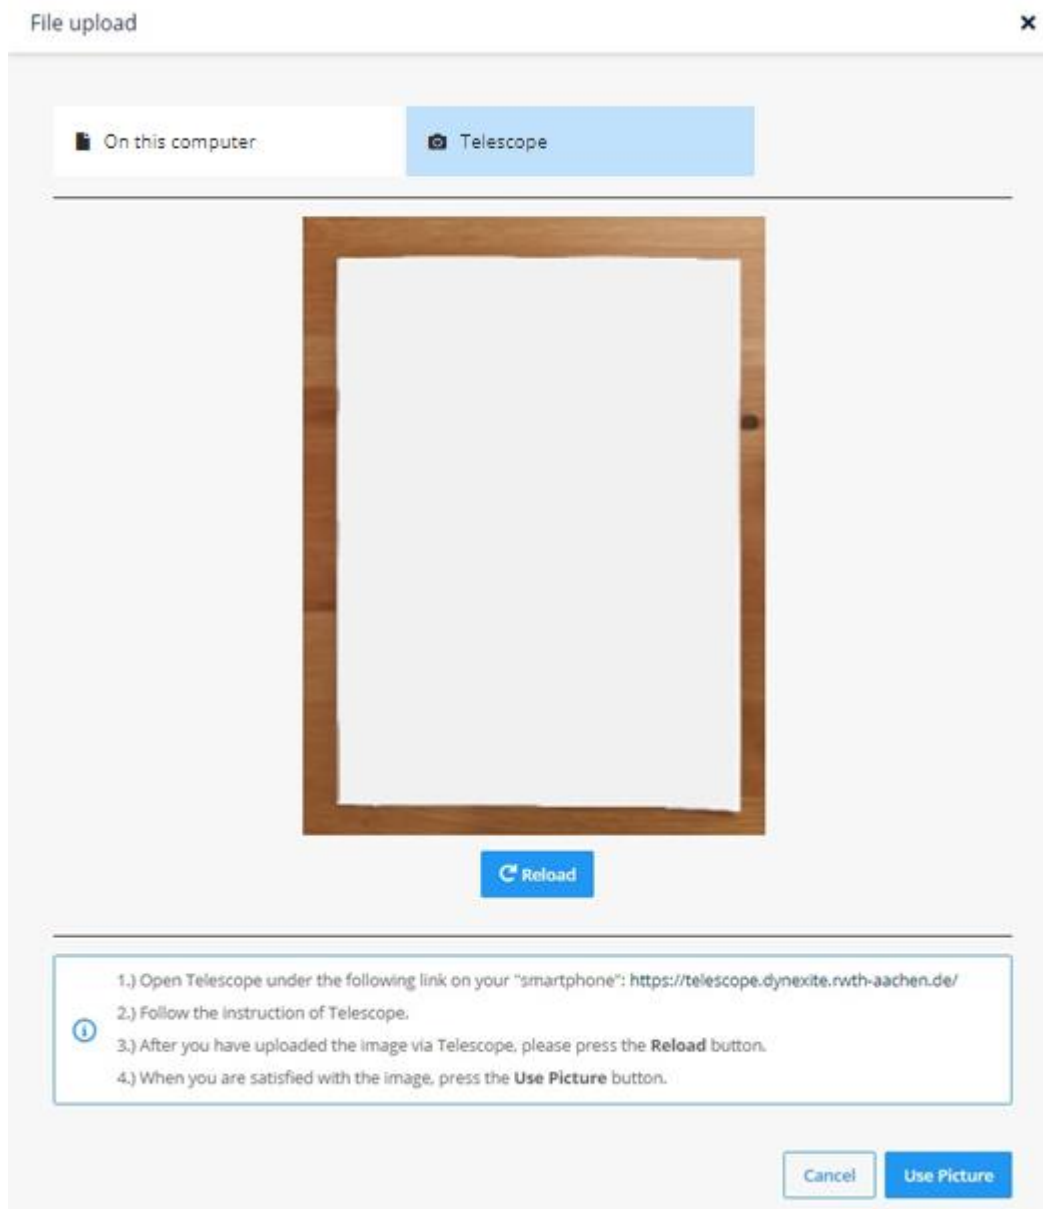 File upload
On this computer
Telescope
Reload
1.) Open Telescope under the following link on your "smartphone": https://telescope.dynexite.rwth-aachen.de/
2.) Follow the instruction of Telescope.
3.) After you have uploaded the image via Telescope, please press the Reload button.
4.) When you are satisfied with the image, press the Use Picture button.
Cancel
Use Picture